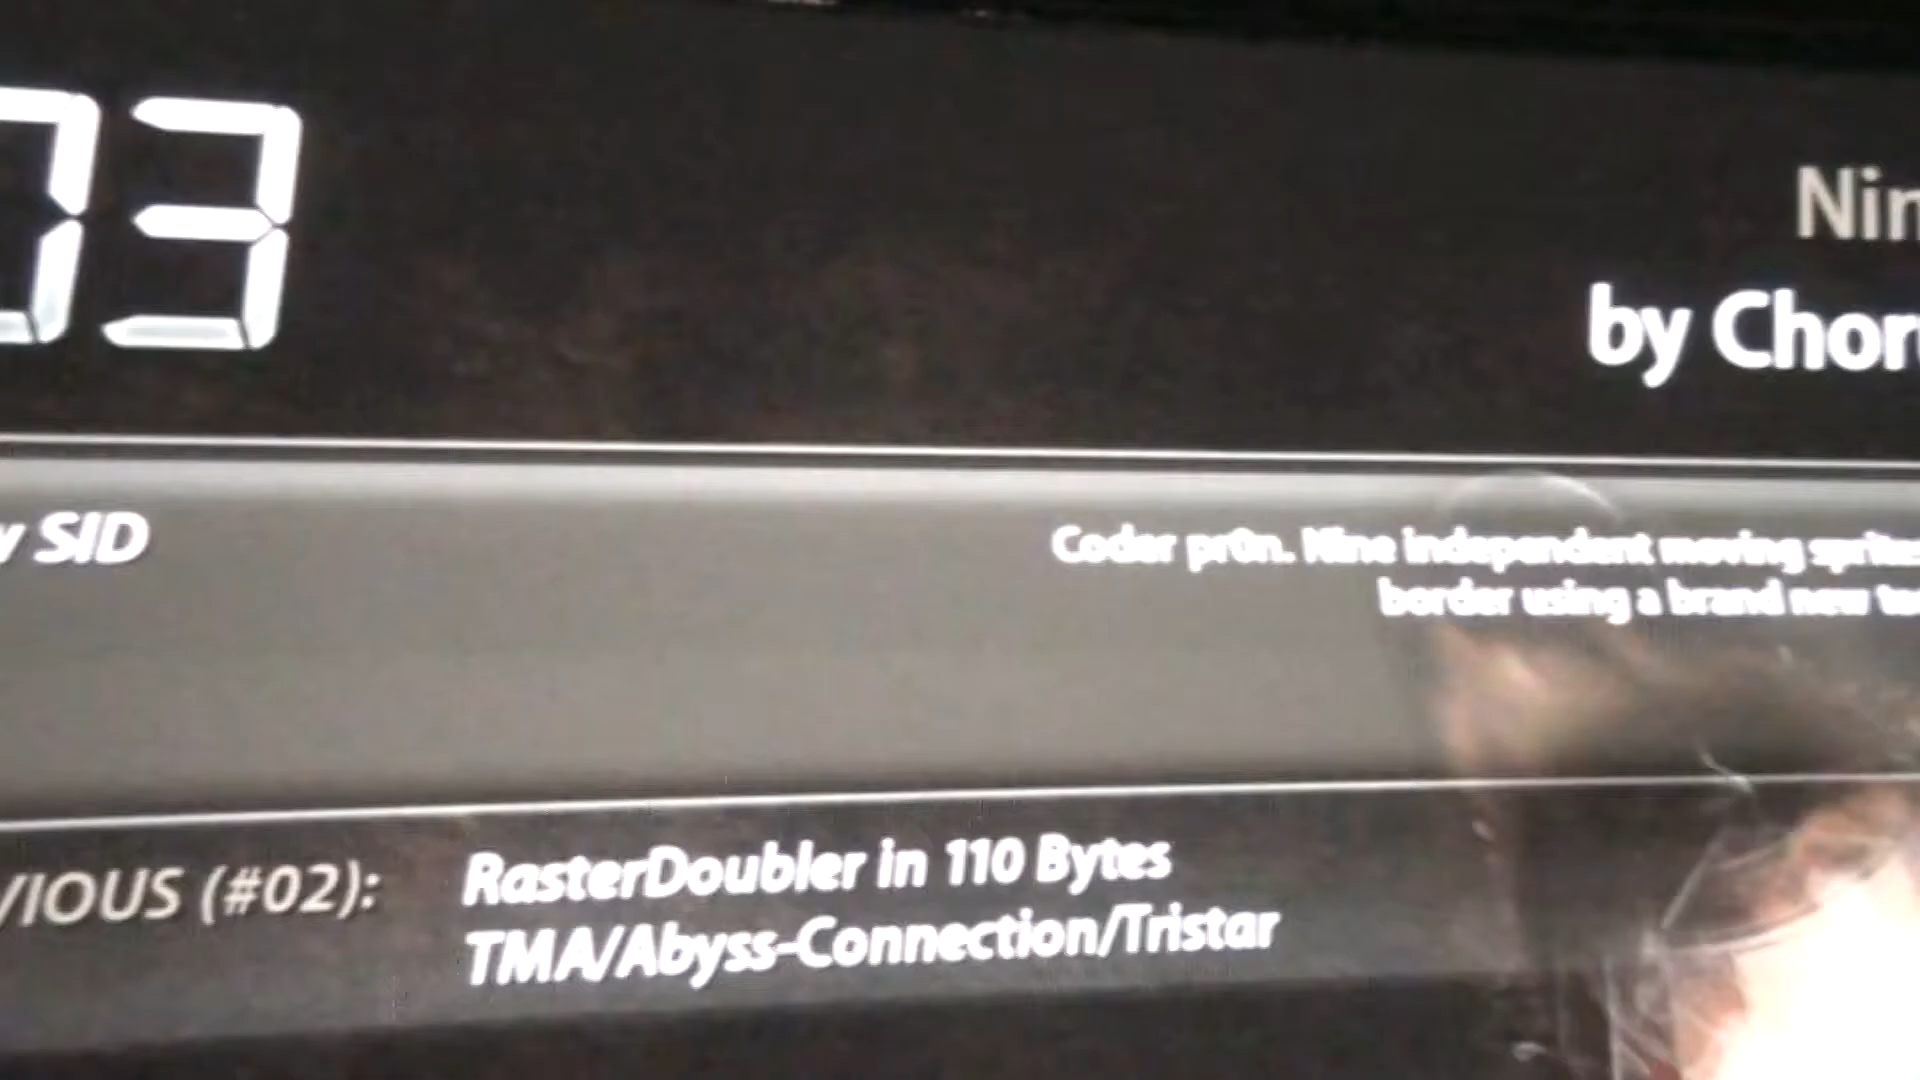 03
Nin
by Chor
SID
Coder pr0n. Nine independent moving sprites
border using a brand new
VIOUS (#02):
RasterDoubler in 110 Bytes
TMA/Abyss-Connection/Tristar